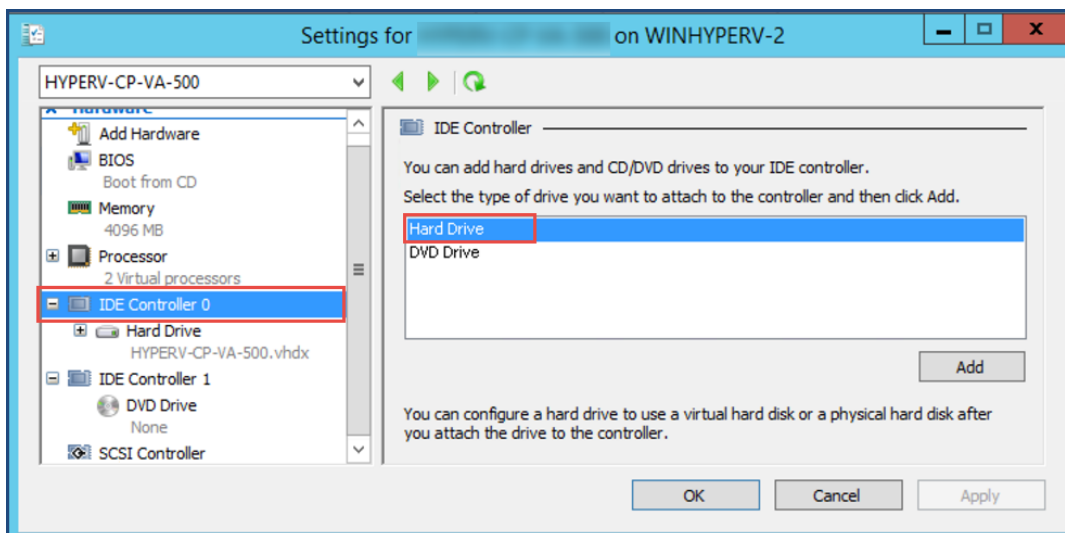 Settings for on WINHYPERV-2
HYPERV-CP-VA-500
Hardware
Add Hardware
BIOS
Boot from CD
Memory
4096 MB
Processor
2 Virtual processors
IDE Controller 0
Hard Drive
HYPERV-CP-VA-500.vhdx
IDE Controller 1
DVD Drive
None
SCSI Controller
IDE Controller
You can add hard drives and CD/DVD drives to your IDE controller.
Select the type of drive you want to attach to the controller and then click Add.
Hard Drive
DVD Drive
Add
You can configure a hard drive to use a virtual hard disk or a physical hard disk after
you attach the drive to the controller.
OK
Cancel
Apply